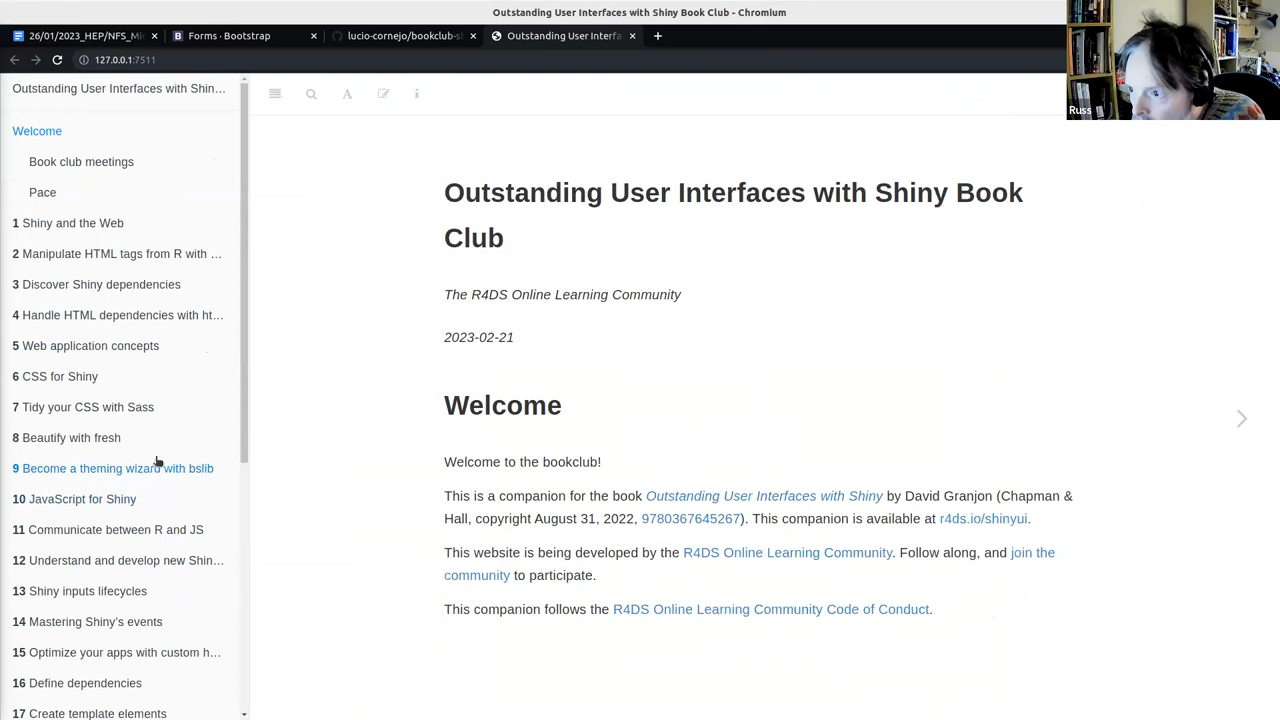 Outstanding User Interfaces with Shiny Book Club - Chromium
26/01/2023_HEP/NFS_Mi
Forms · Bootstrap
lucio-cornejo/bookclub-s
Outstanding User Interfa
127.0.0.1:7511
Russ
Outstanding User Interfaces with Shin…
Welcome
Book club meetings
Pace
1 Shiny and the Web
2 Manipulate HTML tags from R with …
3 Discover Shiny dependencies
4 Handle HTML dependencies with ht…
5 Web application concepts
6 CSS for Shiny
7 Tidy your CSS with Sass
8 Beautify with fresh
9 Become a theming wizard with bslib
10 JavaScript for Shiny
11 Communicate between R and JS
12 Understand and develop new Shin…
13 Shiny inputs lifecycles
14 Mastering Shiny's events
15 Optimize your apps with custom h…
16 Define dependencies
17 Create template elements
Outstanding User Interfaces with Shiny Book
Club
The R4DS Online Learning Community
2023-02-21
Welcome
Welcome to the bookclub!
This is a companion for the book Outstanding User Interfaces with Shiny by David Granjon (Chapman &
Hall, copyright August 31, 2022, 9780367645267). This companion is available at r4ds.io/shinyui.
This website is being developed by the R4DS Online Learning Community. Follow along, and join the
community to participate.
This companion follows the R4DS Online Learning Community Code of Conduct.